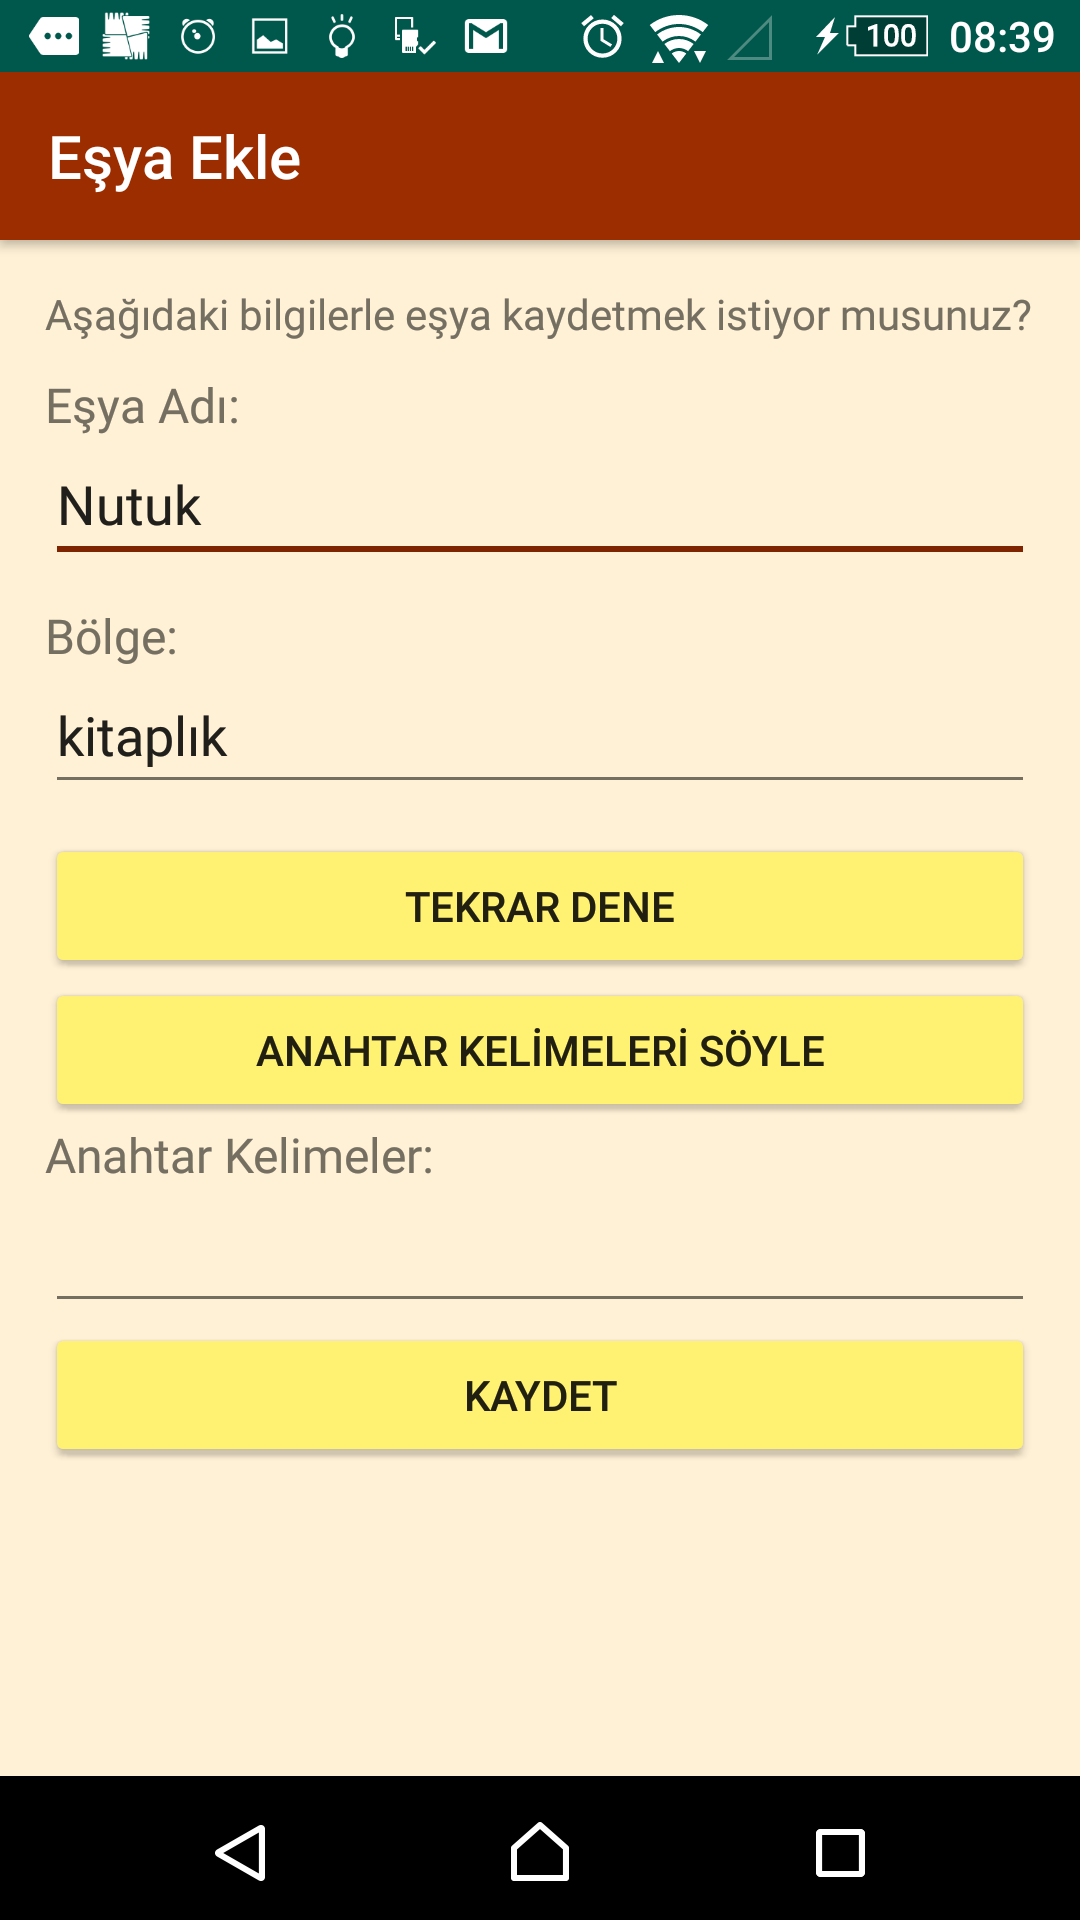 100 08:39
Eşya Ekle
Aşağıdaki bilgilerle eşya kaydetmek istiyor musunuz?
Eşya Adı:
Nutuk
Bölge:
kitaplık
TEKRAR DENE
ANAHTAR KELİMELERİ SÖYLE
Anahtar Kelimeler:
KAYDET